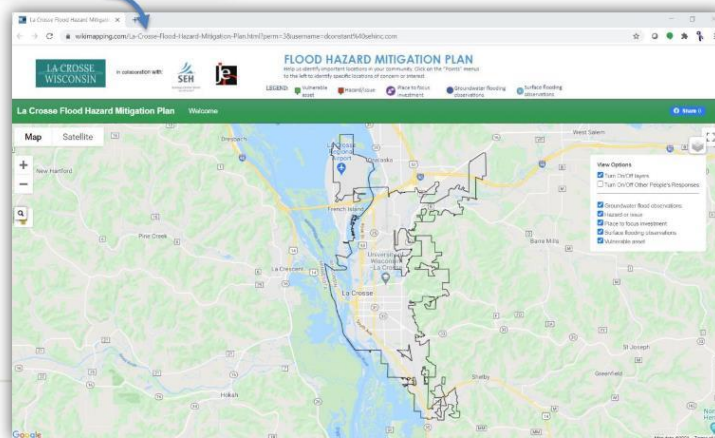 La Crosse Flood Hazard Mitigati
wikimapping.com/La-Crosse-Flood-Hazard-Mitigation-Plan.html?perm=3&username=dconstant%sehinc.com
LA CROSSE
WISCONSIN
in collaboration with:
SEH
FLOOD HAZARD MITIGATION PLAN
Help us identify important locations in your community. Click on the "Points" menus
to the left to identify specific locations of concern or interest
LEGEND:
Vulnerable
asset
Hazard/issue
Place to focus
investment
Groundwater flooding
observations
Surface flooding
observations
La Crosse Flood Hazard Mitigation Plan
Welcome
Share 0
Map
Satellite
View Options
Turn On/Off layers
Turn On/Off Other People's Responses
Groundwater flood observations
Hazard or issue
Place to focus investment
Surface flooding observations
Vulnerable asset
West Salem
Dresbach
La Crosse
Regional
Airport
Onalaska
New Hartford
French Island
Pine Creek
Barre Mills
University of
Wisconsin
La Crosse
La Crescent
La Crosse
St Joseph
Shelby
Greenfield
Hokah
Google